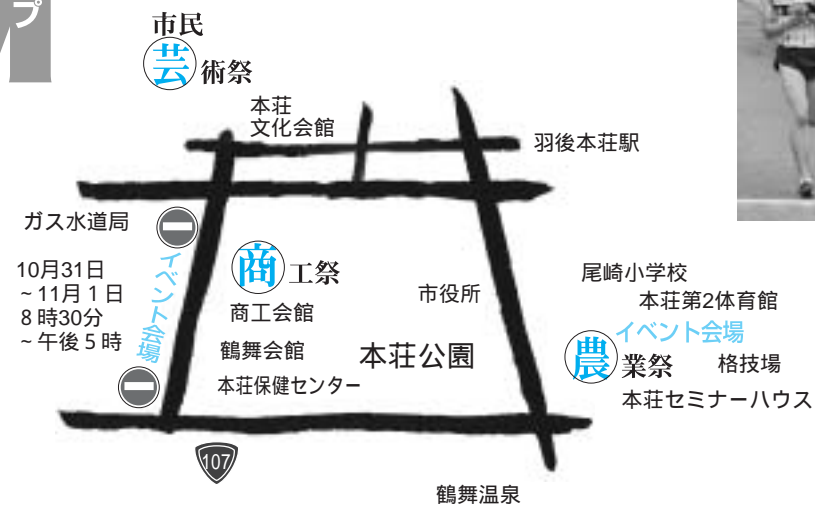 プ
市民
芸術祭
本荘
文化会館
羽後本荘駅
ガス水道局
10月31日
~11月1日
8時30分
~午後5時
イベント会場
商工祭
商工会館
鶴舞会館
本荘保健センター
市役所
本荘公園
尾崎小学校
本荘第2体育館
イベント会場
農業祭
格技場
本荘セミナーハウス
107
鶴舞温泉